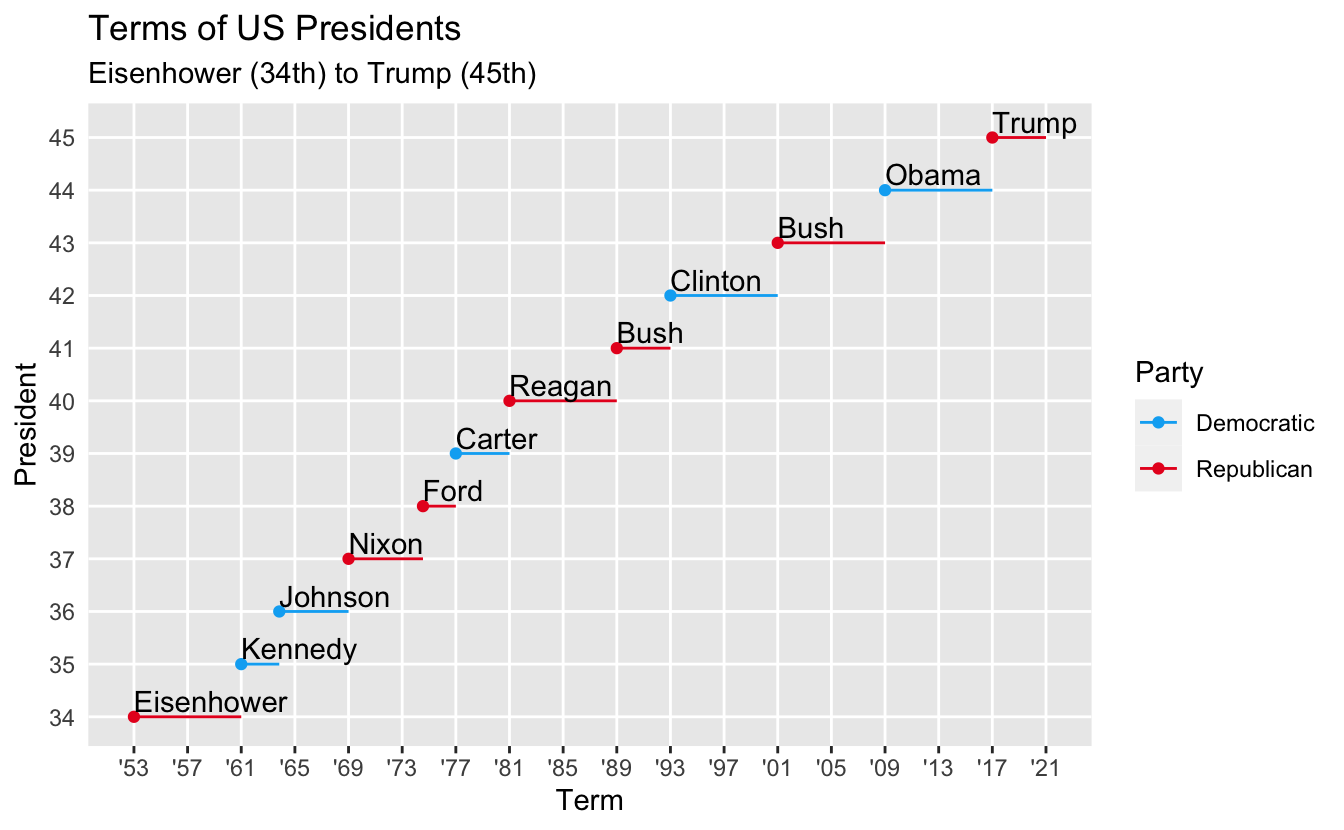 Terms of US Presidents
Eisenhower (34th) to Trump (45th)
President
45
44
43
42
41
40
39
38
37
36
35
34
Trump
Obama
Bush
Clinton
Bush
Reagan
Carter
Ford
Nixon
Johnson
Kennedy
Eisenhower
'53 '57 '61 '65 '69 '73 '77 '81 '85 '89 '93 '97 '01 '05 '09 '13 '17 '21
Term
Party
Democratic
Republican